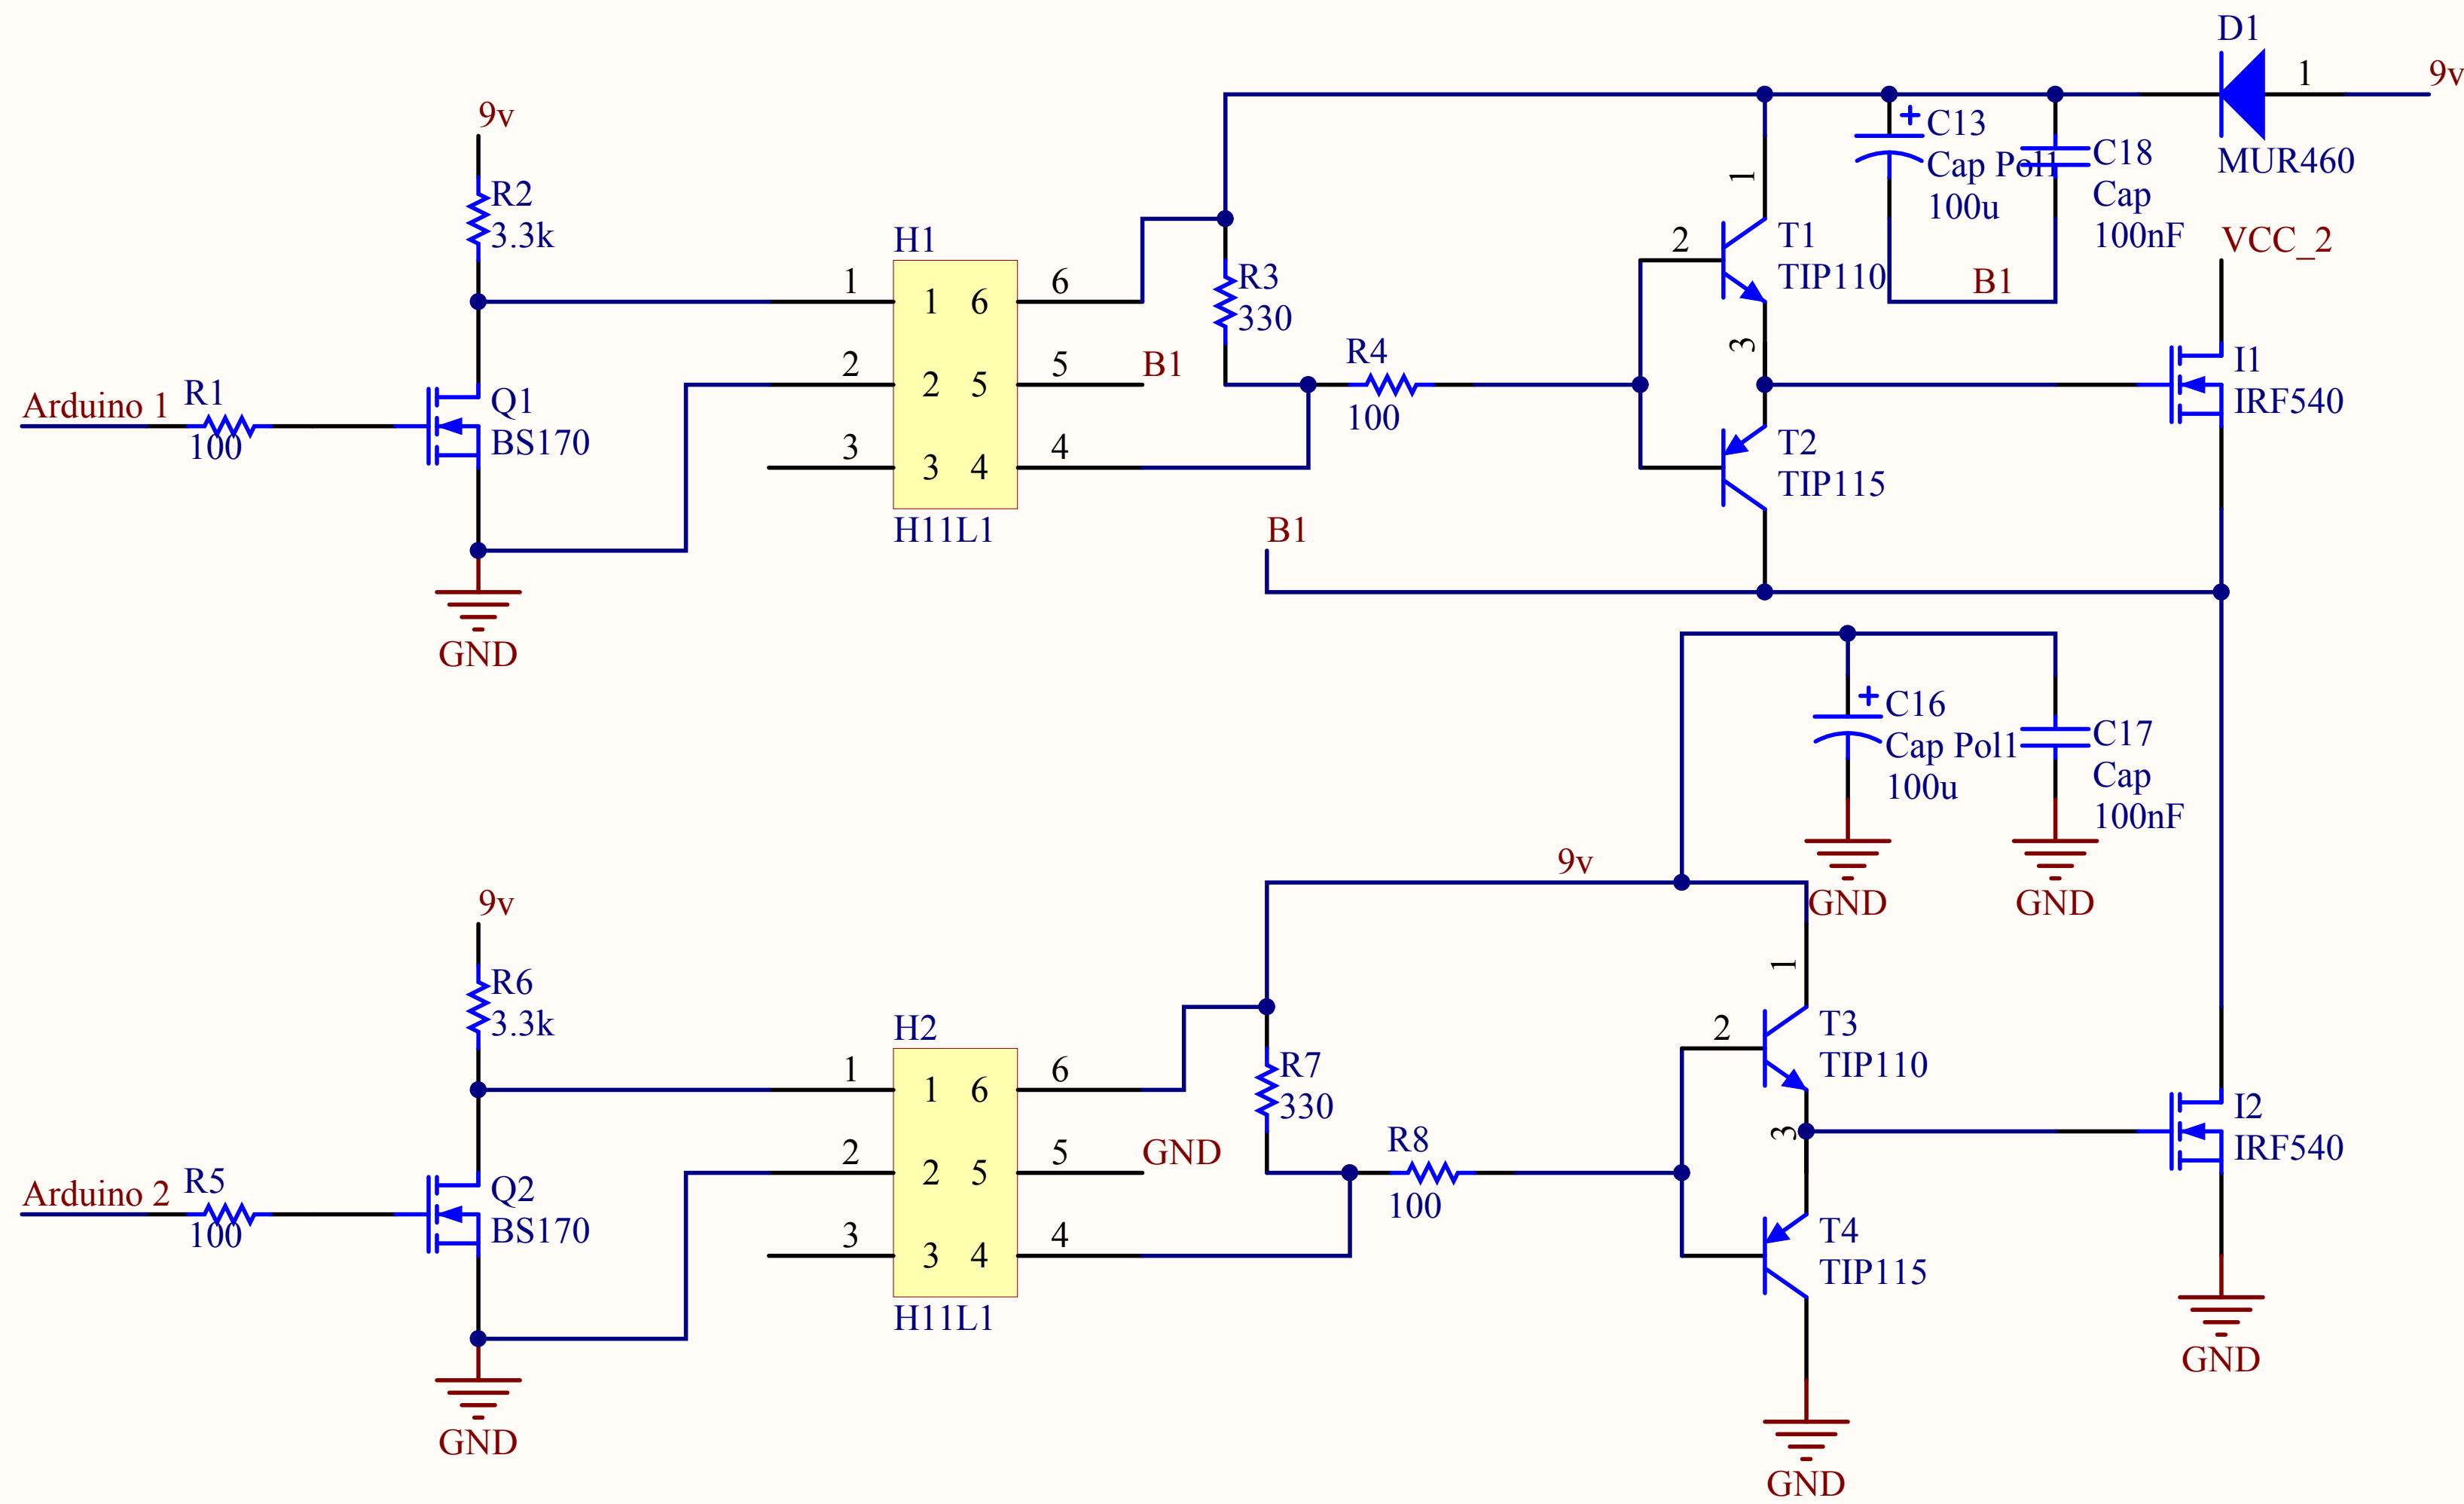 D1
1
9v
MUR460
9v
R2
3.3k
C13
Cap Pol1
100u
C18
Cap
100nF
VCC_2
H1
1
2
3
1 6
2 5
3 4
6
5
4
H11L1
B1
R3
330
R4
100
1
2
T1
TIP110
3
B1
I1
IRF540
Arduino 1
R1
100
Q1
BS170
T2
TIP115
B1
GND
C16
Cap Pol1
100u
C17
Cap
100nF
GND
GND
9v
9v
R6
3.3k
H2
1
2
3
1 6
2 5
3 4
6
5
4
H11L1
GND
R7
330
R8
100
1
2
T3
TIP110
3
I2
IRF540
Arduino 2
R5
100
Q2
BS170
T4
TIP115
GND
GND
GND